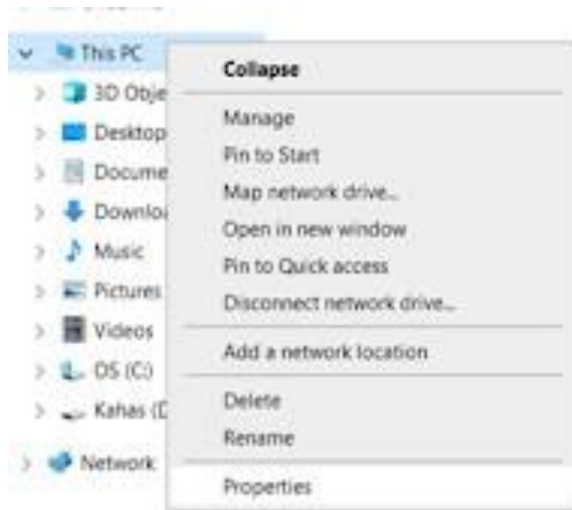 This PC
3D Obje
Desktop
Docume
Downloa
Music
Pictures
Videos
OS (C:)
Kahas (D
Network
Collapse
Manage
Pin to Start
Map network drive...
Open in new window
Pin to Quick access
Disconnect network drive...
Add a network location
Delete
Rename
Properties